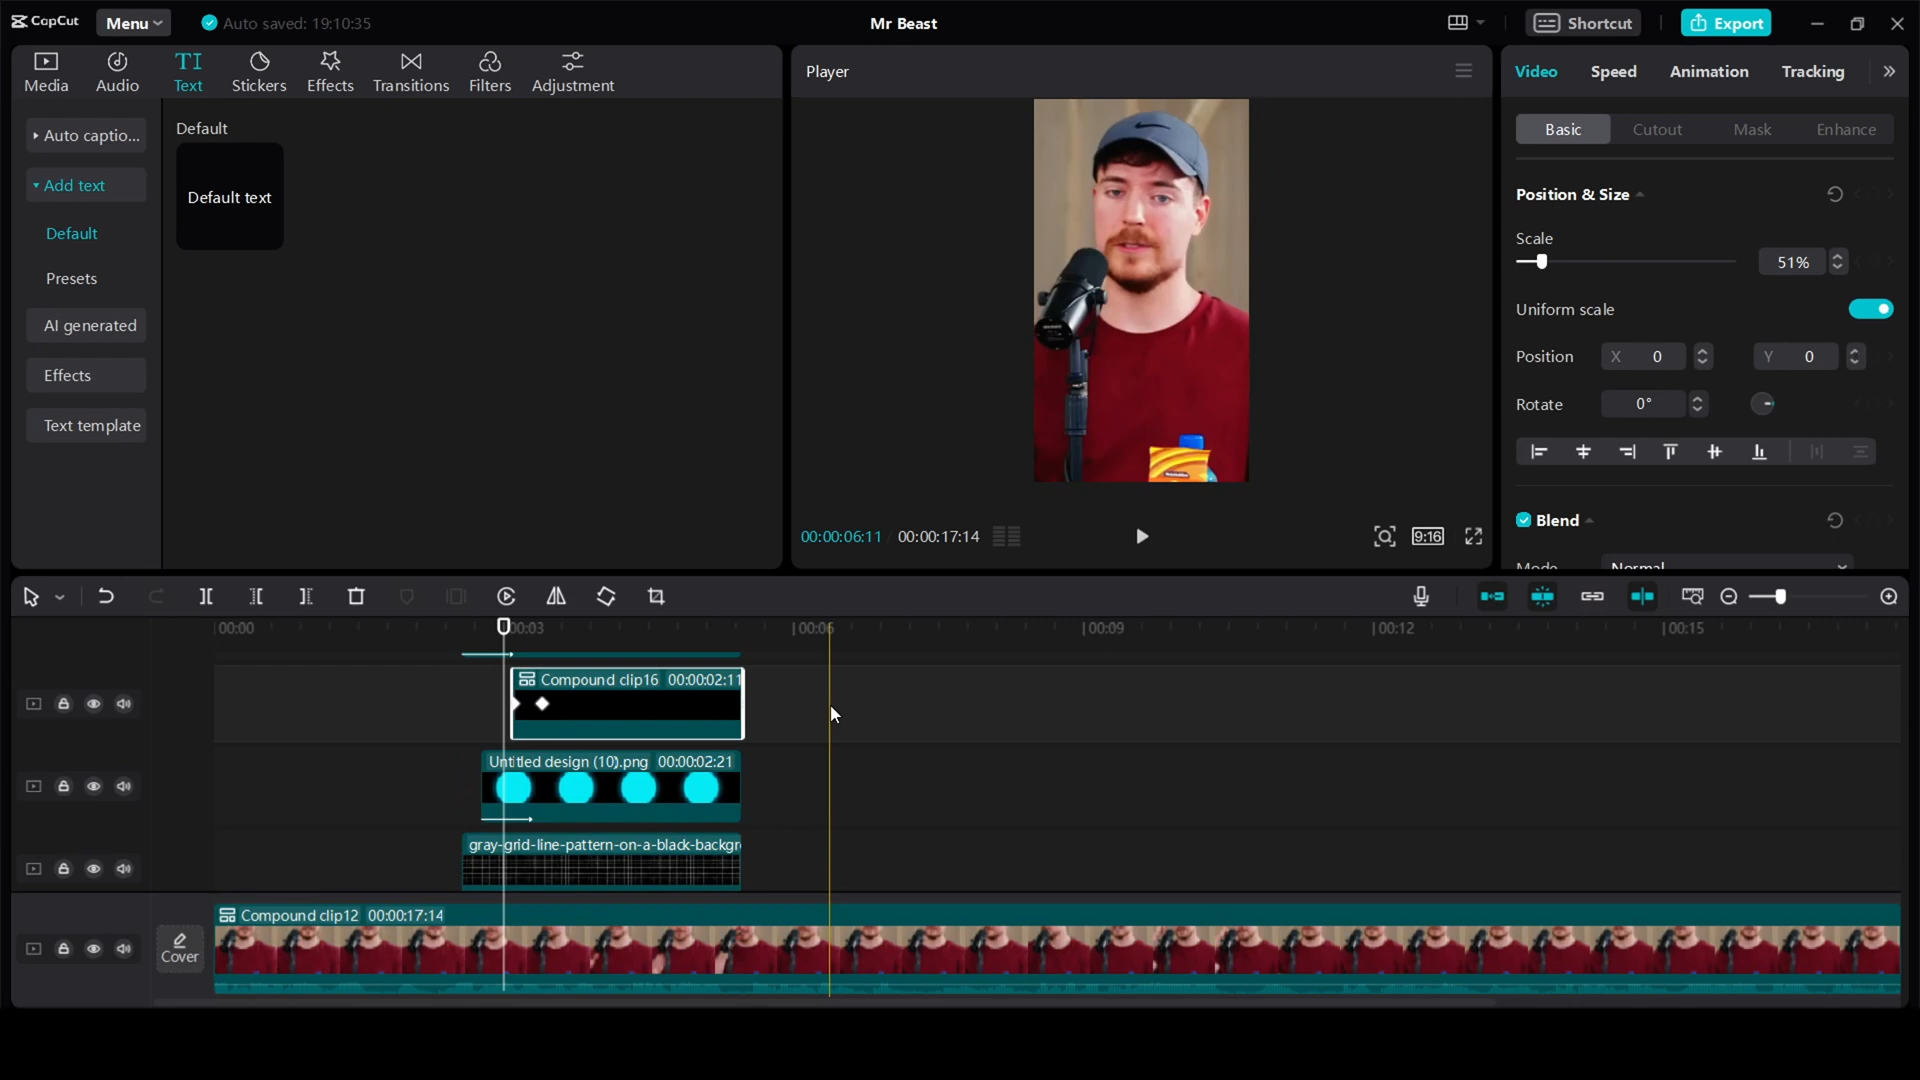 CapCut
Menu
Auto saved: 19:10:35
Mr Beast
Shortcut
Export
Media
Audio
TI
Text
Stickers
Effects
Transitions
Filters
Adjustment
Auto captio...
Add text
Default
Presets
AI generated
Effects
Text template
Default
Default text
Player
00:00:06:11 / 00:00:17:14
9:16
Video
Speed
Animation
Tracking
Basic
Cutout
Mask
Enhance
Position & Size
Scale
51%
Uniform scale
Position
X 0
Y 0
Rotate
0°
Blend
Mode
Normal
00:00
00:03
00:06
00:09
00:12
00:15
Compound clip16 00:00:02:11
Untitled design (10).png 00:00:02:21
gray-grid-line-pattern-on-a-black-backgr
Cover
Compound clip12 00:00:17:14